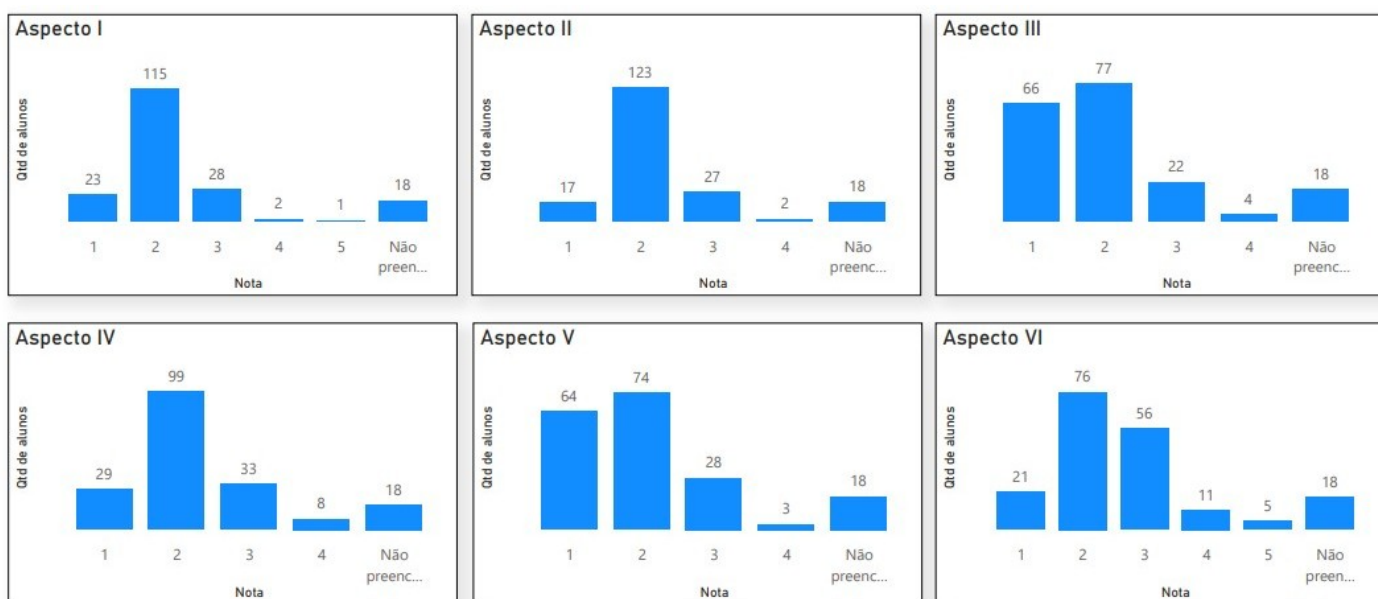 Aspecto I
Qtd de alunos
23
115
28
2
1
18
1
2
3
4
5
Não
preen...
Nota
Aspecto II
Qtd de alunos
17
123
27
2
18
1
2
3
4
Não
preenc...
Nota
Aspecto III
Qtd de alunos
66
77
22
4
18
1
2
3
4
Não
preenc...
Nota
Aspecto IV
Qtd de alunos
29
99
33
8
18
1
2
3
4
Não
preenc...
Nota
Aspecto V
Qtd de alunos
64
74
28
3
18
1
2
3
4
Não
preenc...
Nota
Aspecto VI
Qtd de alunos
21
76
56
11
5
18
1
2
3
4
5
Não
preen...
Nota